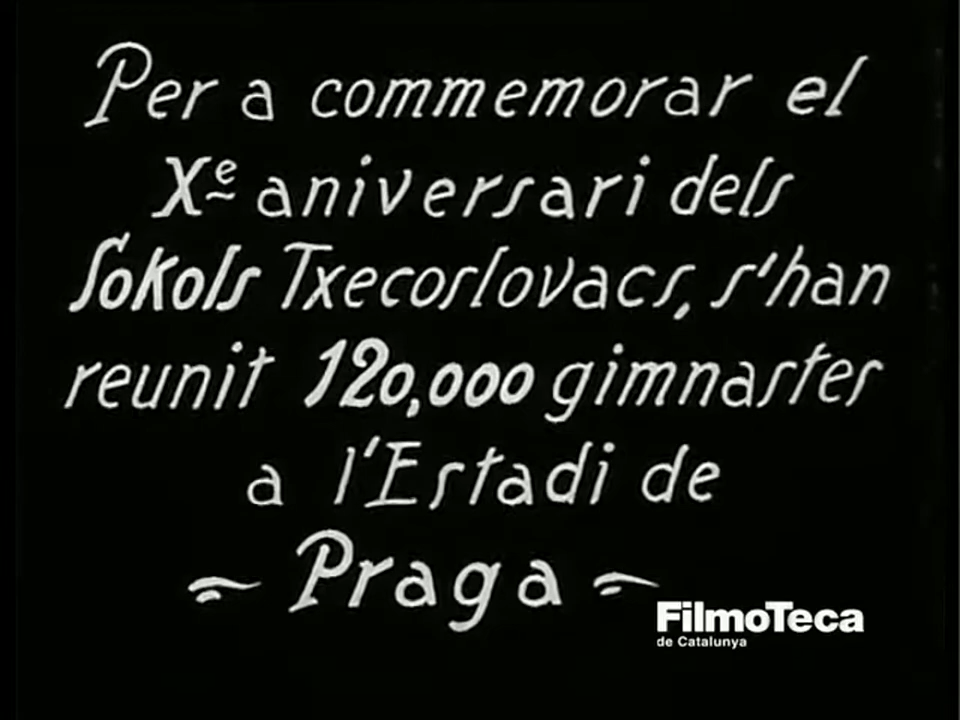 Per a commemorar el
Xe aniversari dels
Sokols Txecoslovacs, s'han
reunit 120,000 gimnastes
a l'Estadi de
Praga
FilmoTeca
de Catalunya